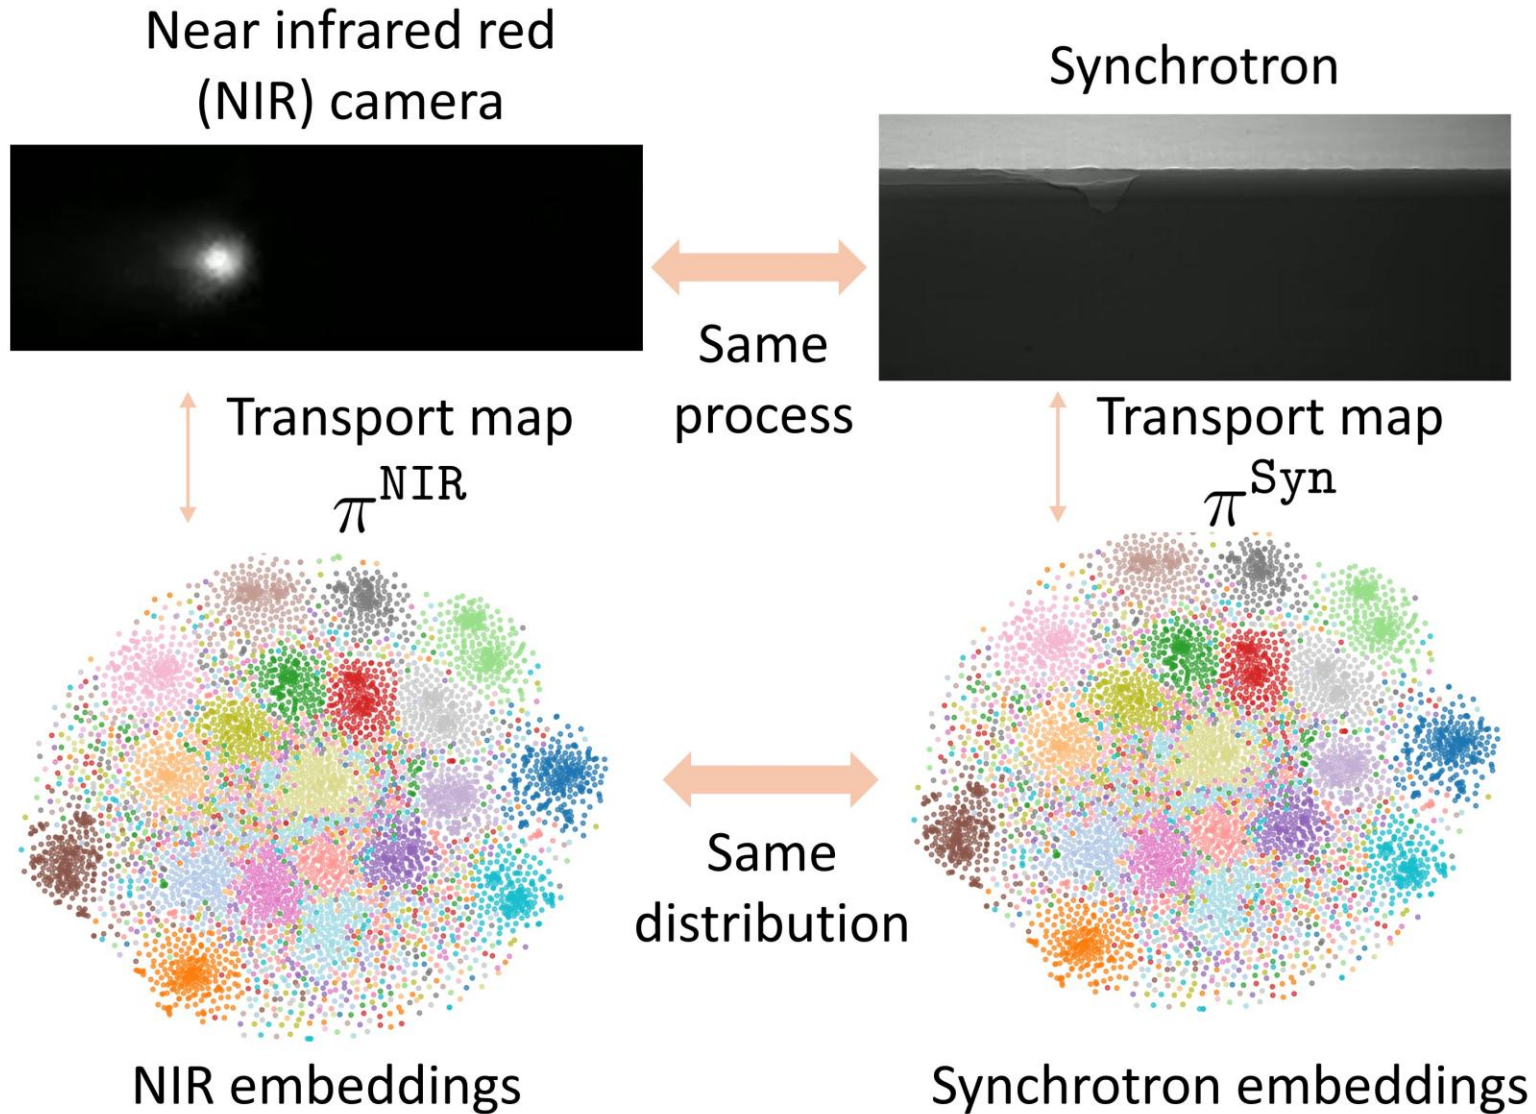 Near infrared red
(NIR) camera
Synchrotron
Same
process
Transport map
π^NIR
Transport map
π^Syn
Same
distribution
NIR embeddings
Synchrotron embeddings